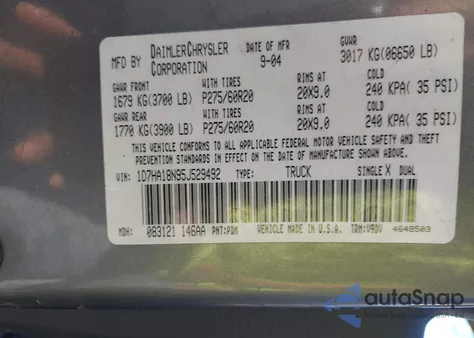 MFD BY DAIMLERCHRYSLER CORPORATION DATE OF MFR 9-04 GVWR 3017 KG(06650 LB)
GAWR FRONT WITH TIRES RIMS AT COLD
1679 KG(3700 LB) P275/60R20 20X9.0 240 KPA( 35 PSI)
GAWR REAR WITH TIRES RIMS AT COLD
1770 KG(3900 LB) P275/60R20 20X9.0 240 KPA( 35 PSI)
THIS VEHICLE CONFORMS TO ALL APPLICABLE FEDERAL MOTOR VEHICLE SAFETY, BUMPER, AND
THEFT PREVENTION STANDARDS IN EFFECT ON THE DATE OF MANUFACTURE SHOWN ABOVE.
VIN: 1D7HA18N95J529492 TYPE: TRUCK SINGLE X DUAL
MDH: 083121 146AA PNT:PDM VEHICLE MADE IN U.S.A. TRM:V9DV 4648503
autoSnap